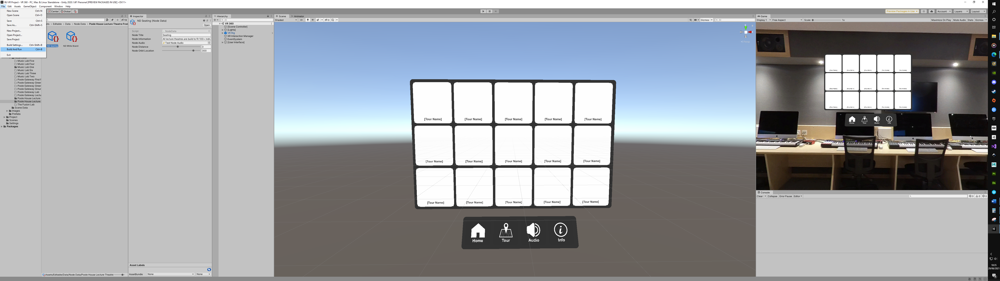 BU VR Project - VR 360 - PC, Mac & Linux Standalone - Unity 2020.1.6f1 Personal [PREVIEW PACKAGES IN USE] <DX11>
File Edit Assets GameObject Component Window Help
New Scene Ctrl+N
Open Scene Ctrl+O
Save Ctrl+S
Save As... Ctrl+Shift+S
New Project...
Open Project...
Save Project
Build Settings... Ctrl+Shift+B
Build And Run Ctrl+B
Exit
Center Global
19
Editable Data Node Data Poole House Lecture Theatre Fron
ND Seating
ND White Board
Music Lab Five
Music Lab Four
Music Lab One
Music Lab Six
Music Lab Three
Music Lab Two
Poole Gateway First F
Poole Gateway Greer
Poole Gateway Greer
Poole Gateway Grour
Poole Gateway Lab
Poole Gateway Lectu
Poole House Lecture
Poole House Lecture
The Fusion Lab
Scene Data
Images
Prefabs
Project
Scenes
Settings
Packages
Assets/Editable/Data/Node Data/Poole House Lecture Theatre
Inspector
ND Seating (Node Data)
Open
Script NodeData
Node Title Seating
Node Information All lecture theatres are build to fit 100+ indiv
Node Audio Test Node Audio
Node Distance 3
Node Orbit Location 300
Asset Labels
AssetBundle None None
Hierarchy
All
VR 360
[Scene Controller]
[Lights]
VR Rig
XR Interaction Manager
EventSystem
[User Interface]
Scene Animator
Shaded 2D 0 Gizmos All
Persp
[Tour Name] [Tour Name] [Tour Name] [Tour Name] [Tour Name]
[Tour Name] [Tour Name] [Tour Name] [Tour Name] [Tour Name]
[Tour Name] [Tour Name] [Tour Name] [Tour Name] [Tour Name]
Home Tour Audio Info
Preview Packages in Use Account Layers Layout
Game
Display 1 Free Aspect Scale 1x Maximize On Play Mute Audio Stats Gizmos
[Tour Name] [Tour Name] [Tour Name] [Tour Name] [Tour Name]
[Tour Name] [Tour Name] [Tour Name] [Tour Name] [Tour Name]
[Tour Name] [Tour Name] [Tour Name] [Tour Name] [Tour Name]
Home Tour Audio Info
Console
Clear Collapse Error Pause Editor 0 0 0
EPIC
Pt
Ds
18:35
29/06/2021